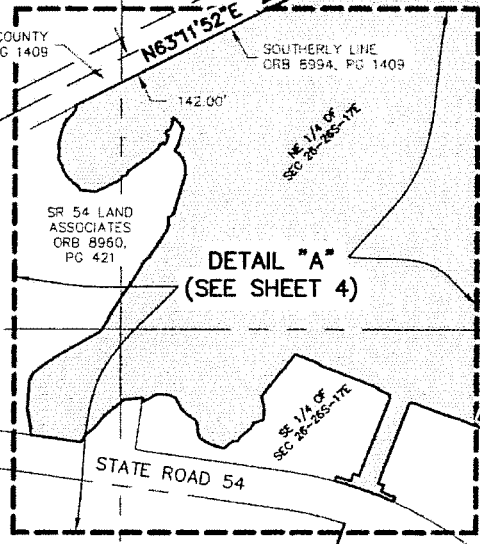 COUNTY
PG 1409
N63°11'52"E
SOUTHERLY LINE
ORB 6994, PG 1409
142.00'
NE 1/4 OF
SEC 26-26S-17E
SR 54 LAND
ASSOCIATES
ORB 8960,
PG 421
DETAIL "A"
(SEE SHEET 4)
SE 1/4 OF
SEC 26-26S-17E
STATE ROAD 54